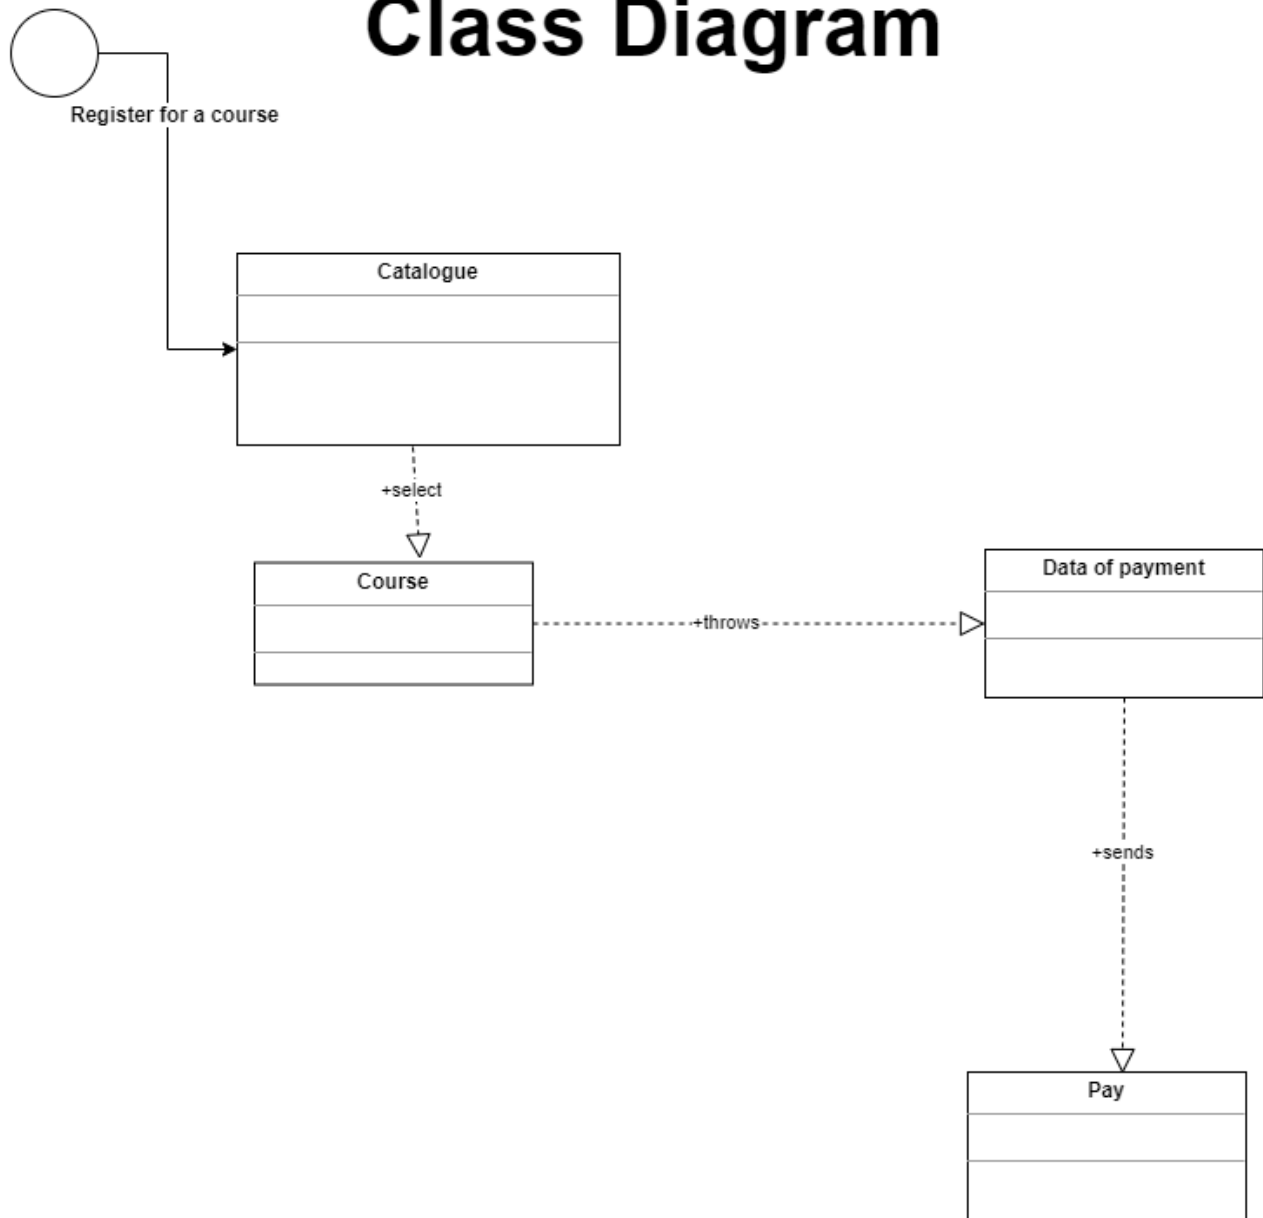 Class Diagram
Register for a course
Catalogue
+select
Course
+throws
Data of payment
+sends
Pay